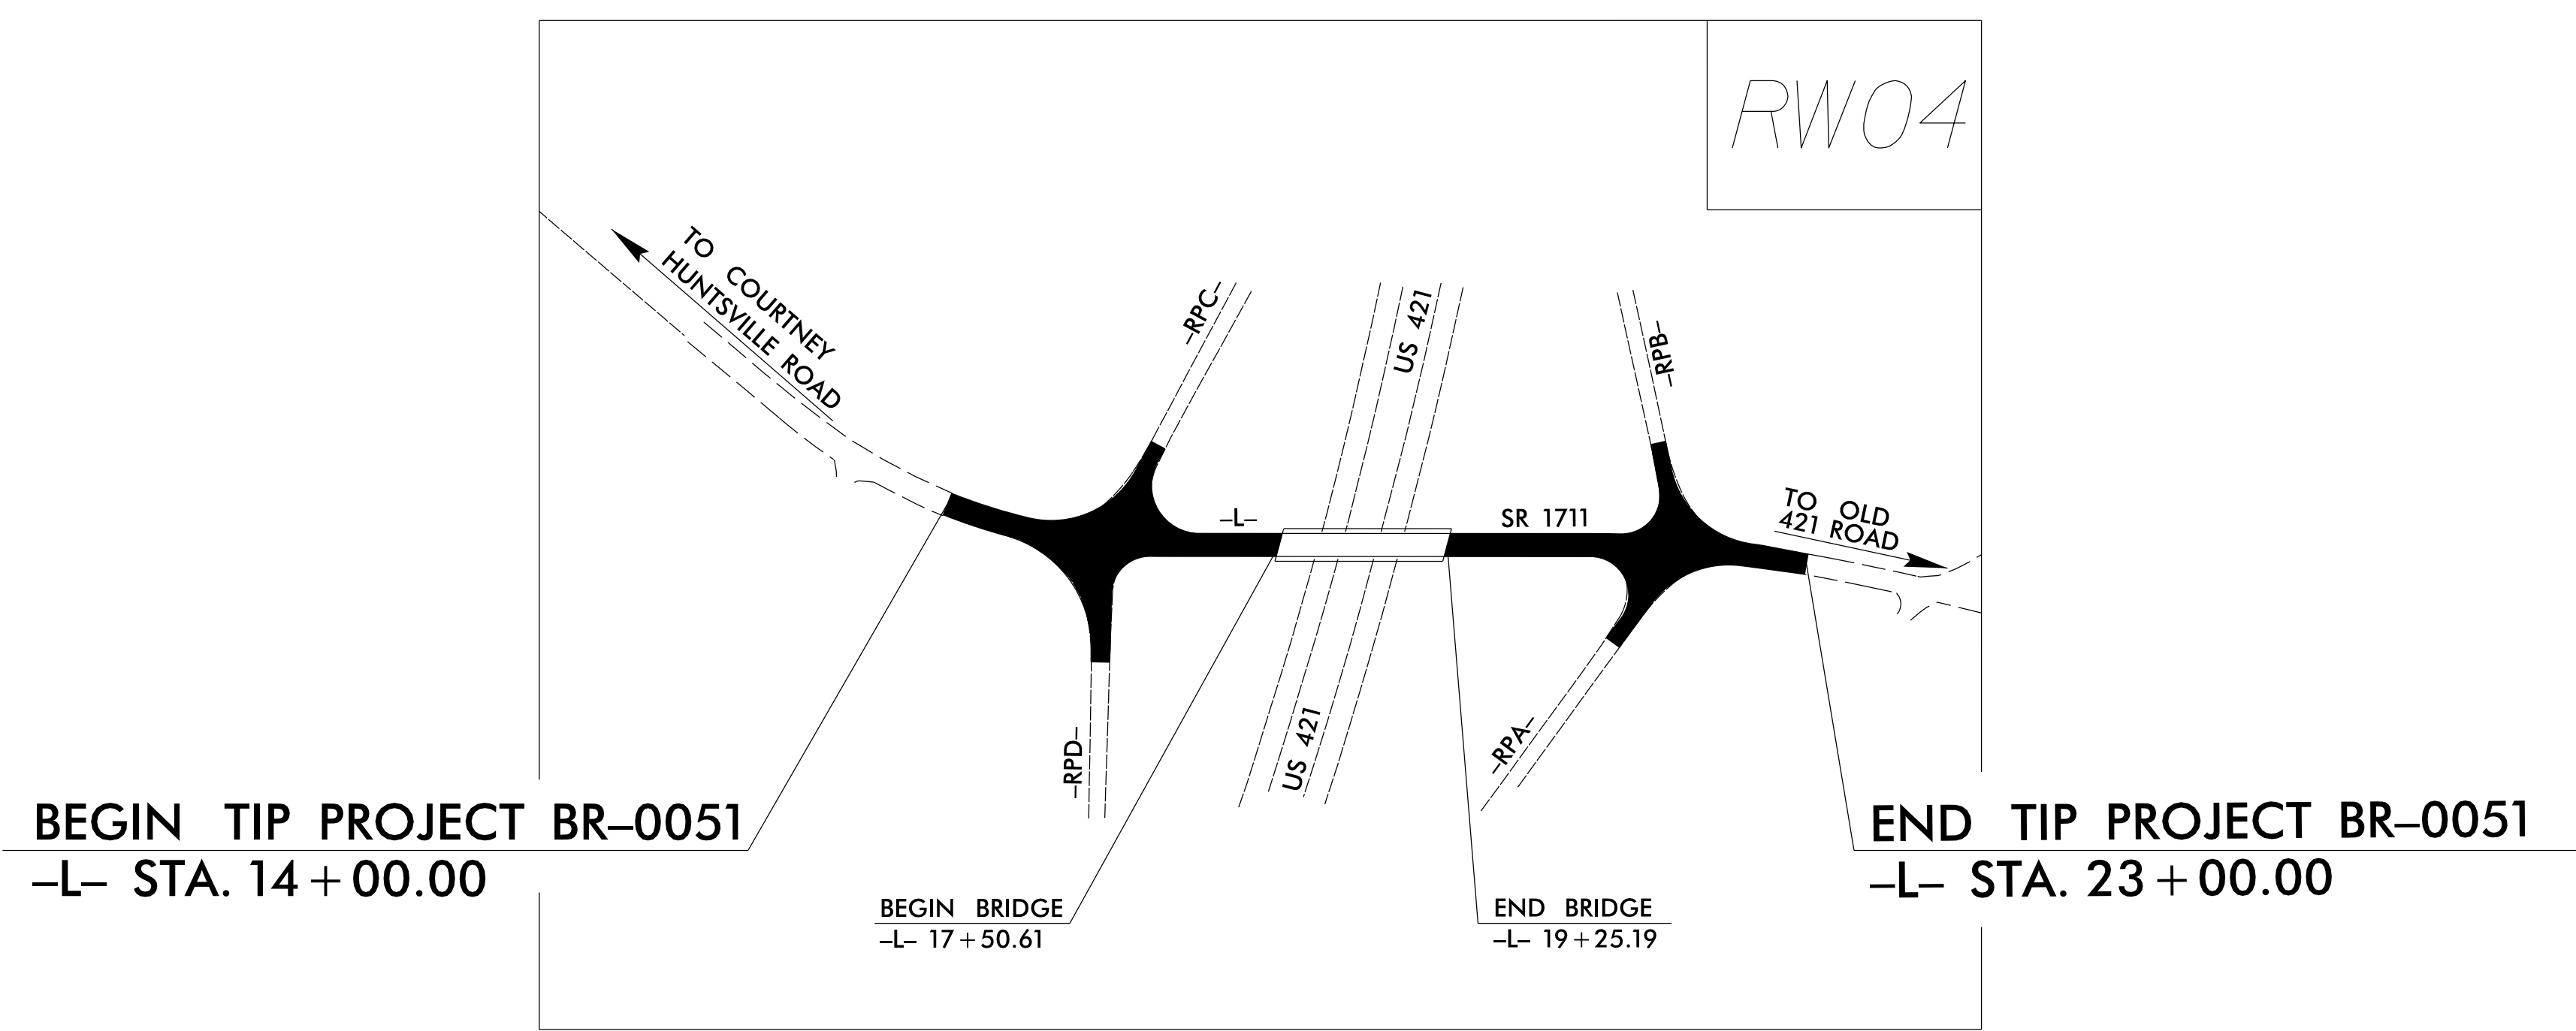 RW04
TO COURTNEY
HUNTSVILLE ROAD
–RPC–
US 421
–RPB–
–L–
SR 1711
TO OLD
421 ROAD
–RPD–
US 421
–RPA–
BEGIN TIP PROJECT BR–0051
–L– STA. 14+00.00
END TIP PROJECT BR–0051
–L– STA. 23+00.00
BEGIN BRIDGE
–L– 17+50.61
END BRIDGE
–L– 19+25.19